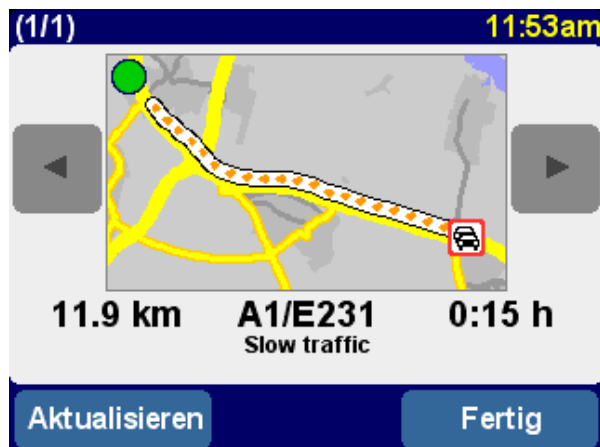 (1/1) 11:53am
11.9 km A1/E231 0:15 h
Slow traffic
Aktualisieren Fertig